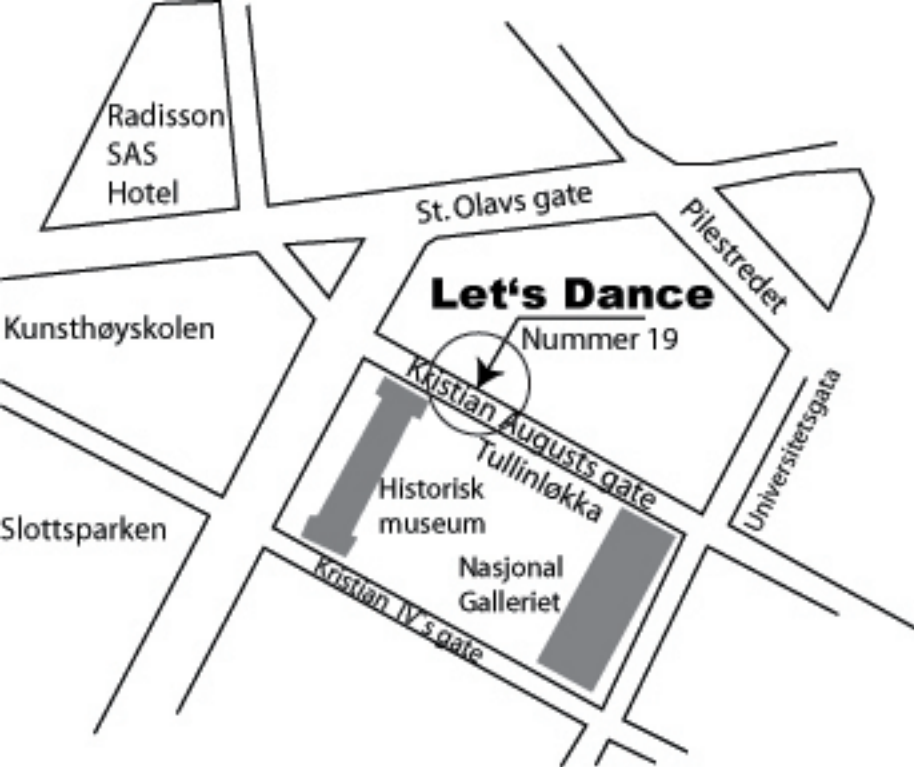 Radisson
SAS
Hotel
St. Olavs gate
Pilestredet
Let‘s Dance
Nummer 19
Kunsthøyskolen
Kkistian Augusts gate
Tullinløkka
Universitetsgata
Historisk
museum
Slottsparken
Nasjonal
Galleriet
Kristian IV's gate